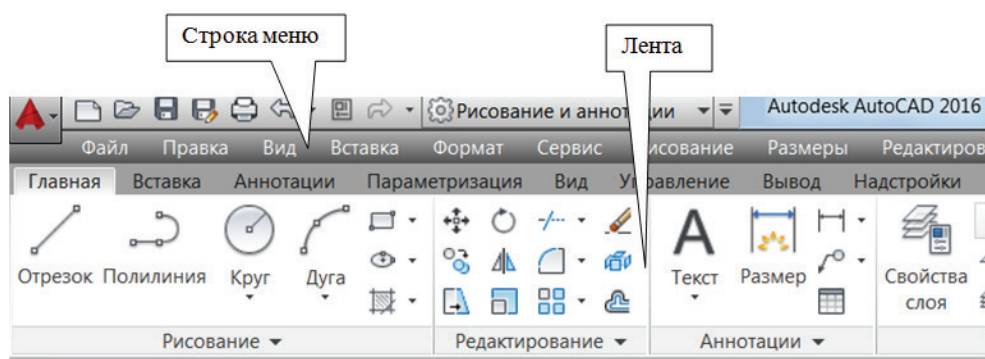 Строка меню
Лента
Рисование и аннотации
Autodesk AutoCAD 2016
Файл Правка Вид Вставка Формат Сервис исование Размеры Редактиров
Главная Вставка Аннотации Параметризация Вид Управление Вывод Надстройки
Отрезок Полилиния Круг Дуга Текст Размер Свойства слоя
Рисование Редактирование Аннотации